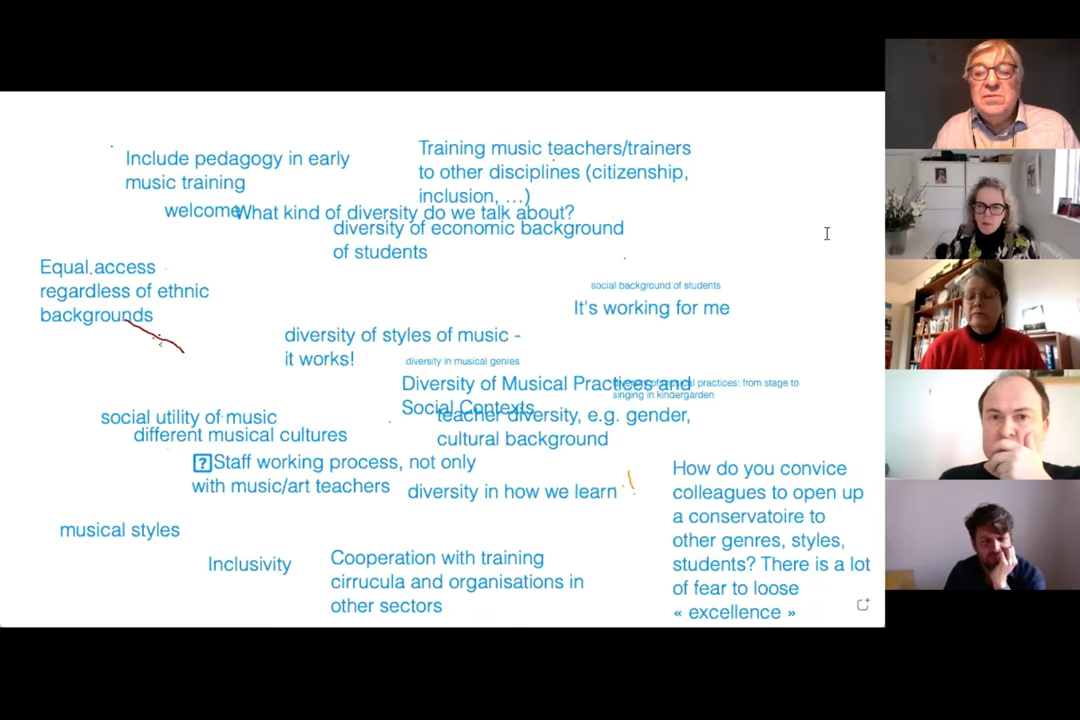 Include pedagogy in early
music training
Training music teachers/trainers
to other disciplines (citizenship,
inclusion, ...)
welcome
What kind of diversity do we talk about?
diversity of economic background
of students
Equal access
regardless of ethnic
backgrounds
social background of students
It's working for me
diversity of styles of music -
it works!
diversity in musical genres
Diversity of Musical Practices and
Social Contexts
musical practices: from stage to
singing in kindergarden
teacher diversity, e.g. gender,
cultural background
social utility of music
different musical cultures
?Staff working process, not only
with music/art teachers
diversity in how we learn
How do you convice
colleagues to open up
a conservatoire to
other genres, styles,
students? There is a lot
of fear to loose
« excellence »
musical styles
Inclusivity
Cooperation with training
cirrucula and organisations in
other sectors